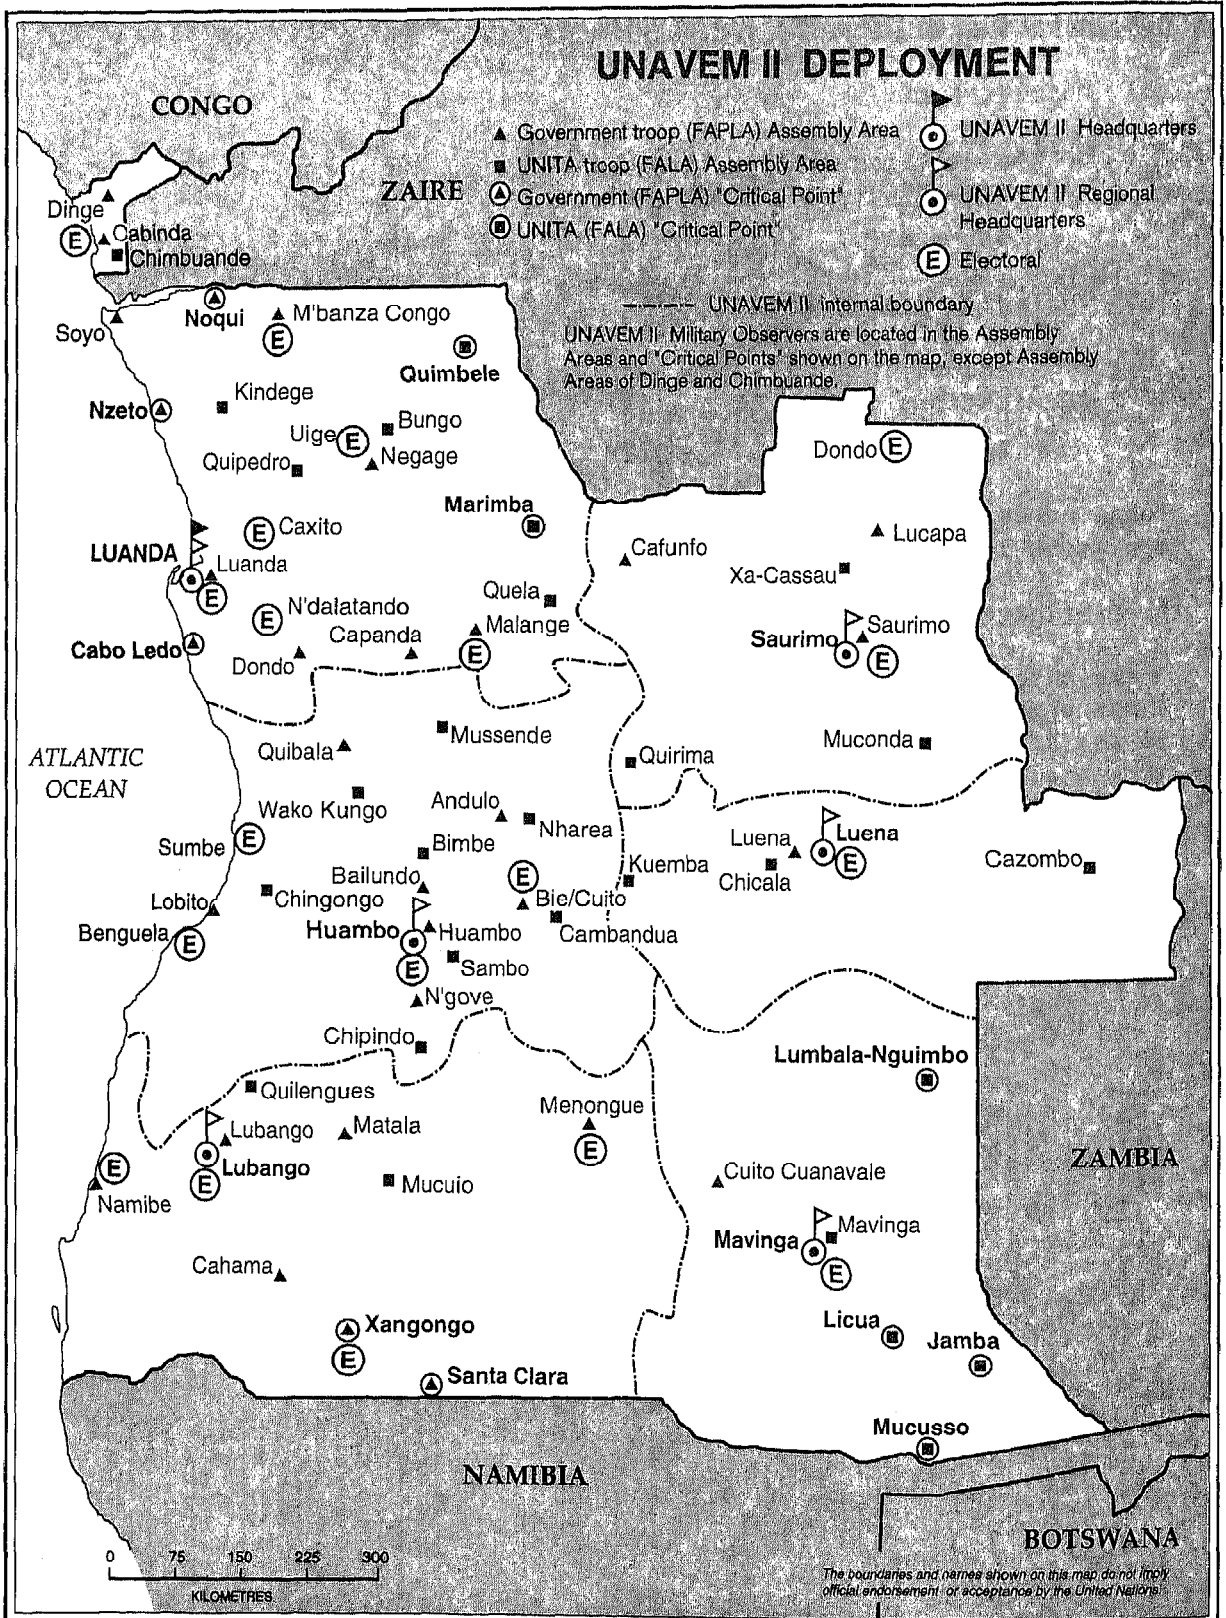 UNAVEM II DEPLOYMENT
CONGO
Government troop (FAPLA) Assembly Area
UNITA troop (FALA) Assembly Area
Government (FAPLA) "Critical Point"
UNITA (FALA) "Critical Point"
UNAVEM II Headquarters
UNAVEM II Regional
Headquarters
E Electoral
UNAVEM II internal boundary
UNAVEM II Military Observers are located in the Assembly
Areas and "Critical Points" shown on the map, except Assembly
Areas of Dinge and Chimbuande.
ZAIRE
Dinge
E
Cabinda
Chimbuande
Soyo
Noqui
M'banza Congo
E
Quimbele
Nzeto
Kindege
Uige E
Bungo
Quipedro
Negage
Dondo E
Marimba
LUANDA
E Caxito
Luanda
E
Cafunfo
Lucapa
Xa-Cassau
Quela
E N'dalatando
Capanda
Malange
E
Cabo Ledo
Dondo
Saurimo
Saurimo
E
ATLANTIC
OCEAN
Quibala
Mussende
Quirima
Muconda
Wako Kungo
Andulo
Nharea
Sumbe E
Bimbe
Luena
Luena
E
Chicala
Cazombo
Kuemba
Bailundo
E
Bie/Cuito
Chingongo
Lobito
Benguela
E
Huambo
Huambo
E
Cambandua
Sambo
N'gove
Chipindo
Lumbala-Nguimbo
Quilengues
Menongue
E
Lubango
Lubango
E
Matala
ZAMBIA
E
Namibe
Mucuio
Cuito Cuanavale
Mavinga
Mavinga
E
Cahama
Xangongo
E
Licua
Jamba
Santa Clara
Mucusso
NAMIBIA
BOTSWANA
0 75 150 225 300
KILOMETRES
The boundaries and names shown on this map do not imply
official endorsement or acceptance by the United Nations.